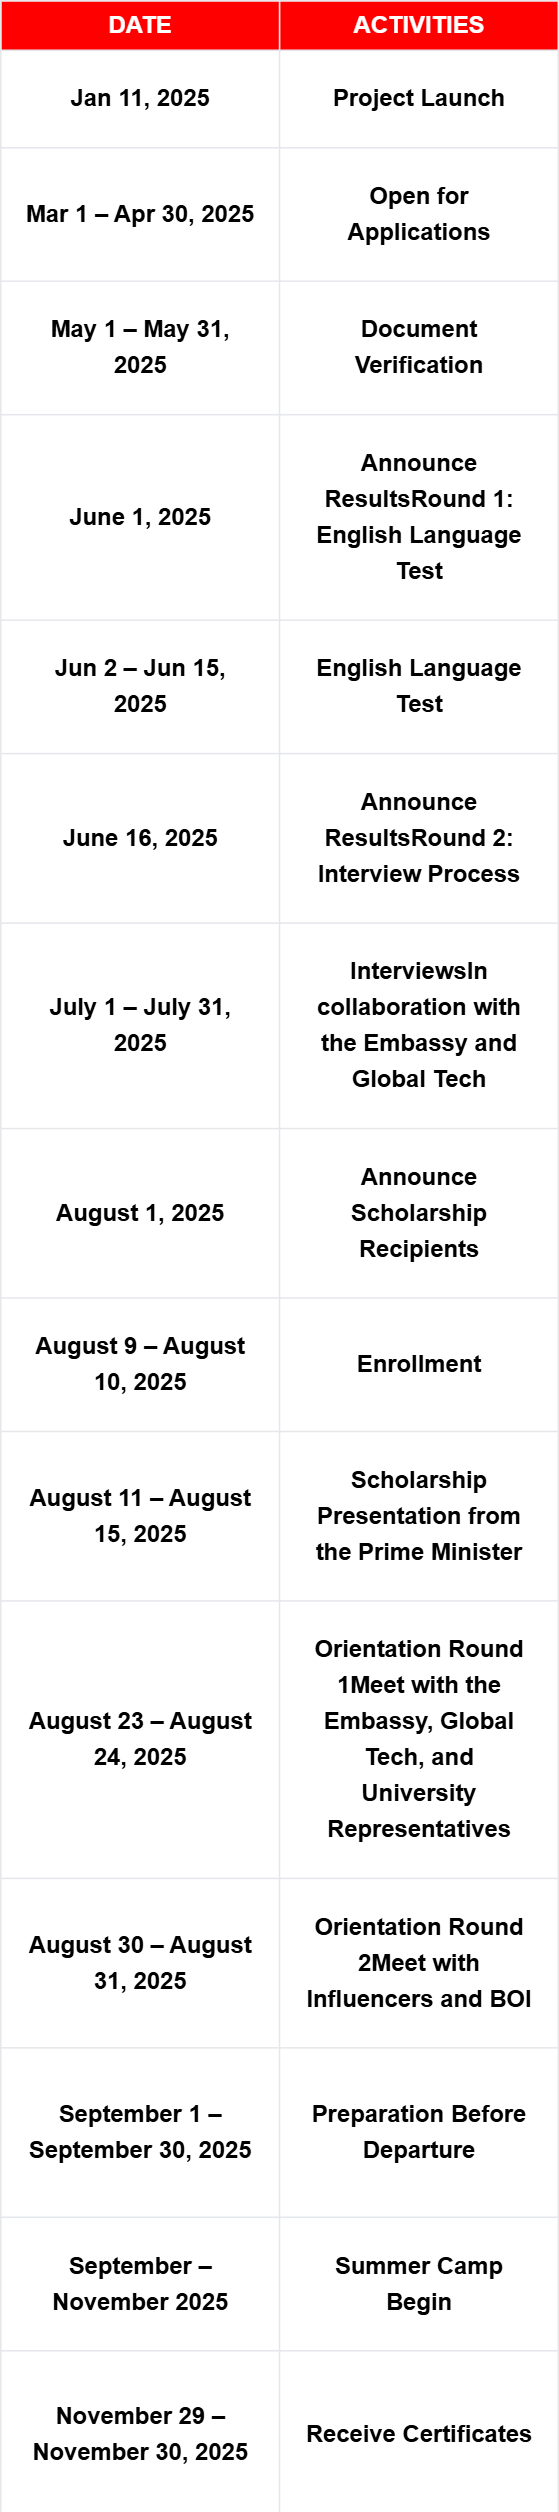 DATE
ACTIVITIES
Jan 11, 2025
Project Launch
Mar 1 – Apr 30, 2025
Open for
Applications
May 1 – May 31,
2025
Document
Verification
June 1, 2025
Announce
ResultsRound 1:
English Language
Test
Jun 2 – Jun 15,
2025
English Language
Test
June 16, 2025
Announce
ResultsRound 2:
Interview Process
July 1 – July 31,
2025
InterviewsIn
collaboration with
the Embassy and
Global Tech
August 1, 2025
Announce
Scholarship
Recipients
August 9 – August
10, 2025
Enrollment
August 11 – August
15, 2025
Scholarship
Presentation from
the Prime Minister
August 23 – August
24, 2025
Orientation Round
1Meet with the
Embassy, Global
Tech, and
University
Representatives
August 30 – August
31, 2025
Orientation Round
2Meet with
Influencers and BOI
September 1 –
September 30, 2025
Preparation Before
Departure
September –
November 2025
Summer Camp
Begin
November 29 –
November 30, 2025
Receive Certificates